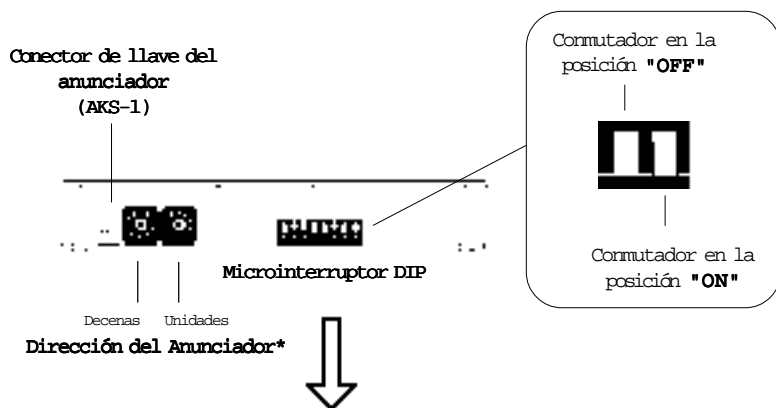 Conector de llave del
anunciador
(AKS-1)
Conmutador en la
posición "OFF"
Conmutador en la
posición "ON"
Microinterruptor DIP
Decenas
Unidades
Dirección del Anunciador*